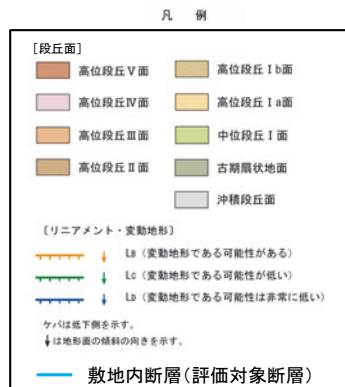 凡 例
[段丘面]
高位段丘Ⅴ面
高位段丘Ⅰb面
高位段丘Ⅳ面
高位段丘Ⅰa面
高位段丘Ⅲ面
中位段丘Ⅰ面
高位段丘Ⅱ面
古期扇状地面
沖積段丘面
〔リニアメント・変動地形〕
LB（変動地形である可能性がある）
LC（変動地形である可能性が低い）
LD（変動地形である可能性は非常に低い）
ケバは低下側を示す。
↓は地形面の傾斜の向きを示す。
敷地内断層(評価対象断層)